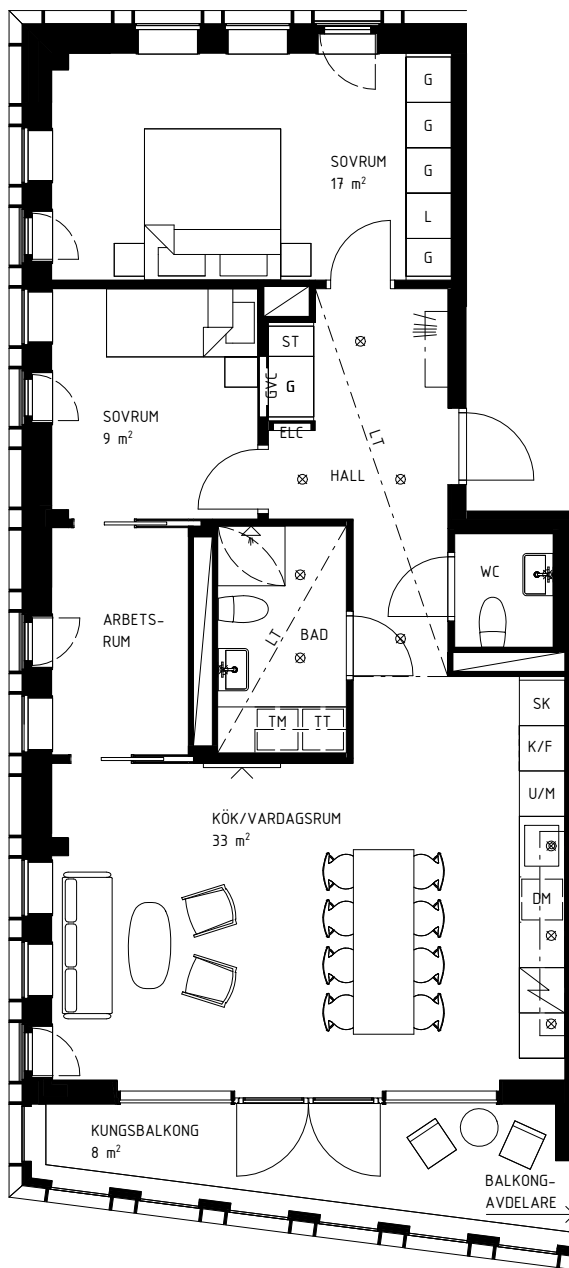 G
G
SOVRUM
17 m²
G
L
G
ST
GVC
G
ELC
SOVRUM
9 m²
LT
HALL
WC
ARBETS-
RUM
LT
BAD
TM
TT
SK
K/F
U/M
KÖK/VARDAGSRUM
33 m²
DM
KUNGSBALKONG
8 m²
BALKONG-
AVDELARE